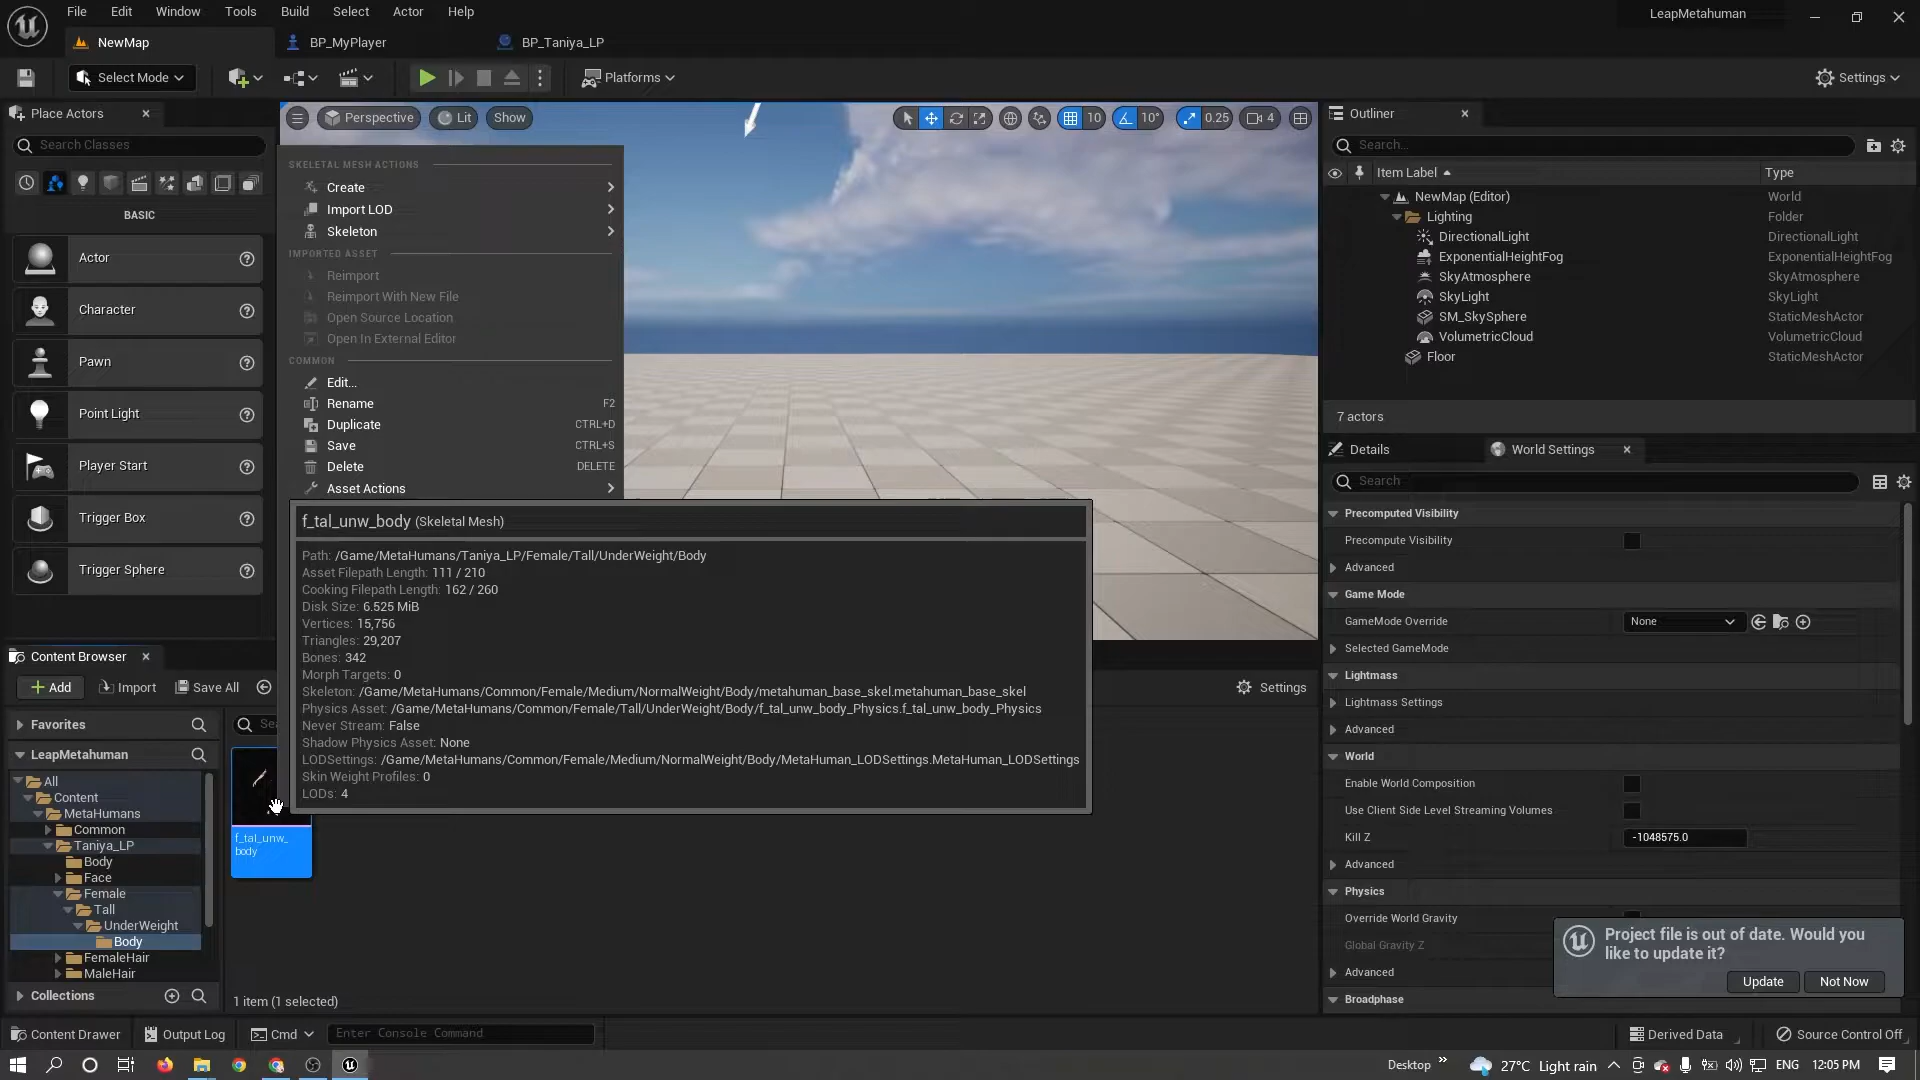 File Edit Window Tools Build Select Actor Help
LeapMetahuman
NewMap
BP_MyPlayer
BP_Taniya_LP
Select Mode
Platforms
Settings
Place Actors
Search Classes
BASIC
Actor
Character
Pawn
Point Light
Player Start
Trigger Box
Trigger Sphere
Perspective
Lit
Show
10
10°
0.25
4
SKELETAL MESH ACTIONS
Create
Import LOD
Skeleton
IMPORTED ASSET
Reimport
Reimport With New File
Open Source Location
Open In External Editor
COMMON
Edit...
Rename F2
Duplicate CTRL+D
Save CTRL+S
Delete DELETE
Asset Actions
f_tal_unw_body (Skeletal Mesh)
Path: /Game/MetaHumans/Taniya_LP/Female/Tall/UnderWeight/Body
Asset Filepath Length: 111 / 210
Cooking Filepath Length: 162 / 260
Disk Size: 6.525 MiB
Vertices: 15,756
Triangles: 29,207
Bones: 342
Morph Targets: 0
Skeleton: /Game/MetaHumans/Common/Female/Medium/NormalWeight/Body/metahuman_base_skel.metahuman_base_skel
Physics Asset: /Game/MetaHumans/Common/Female/Tall/UnderWeight/Body/f_tal_unw_body_Physics.f_tal_unw_body_Physics
Never Stream: False
Shadow Physics Asset: None
LODSettings: /Game/MetaHumans/Common/Female/Medium/NormalWeight/Body/MetaHuman_LODSettings.MetaHuman_LODSettings
Skin Weight Profiles: 0
LODs: 4
Outliner
Search...
Item Label Type
NewMap (Editor) World
Lighting Folder
DirectionalLight DirectionalLight
ExponentialHeightFog ExponentialHeightFog
SkyAtmosphere SkyAtmosphere
SkyLight SkyLight
SM_SkySphere StaticMeshActor
VolumetricCloud VolumetricCloud
Floor StaticMeshActor
7 actors
Details
World Settings
Search
Precomputed Visibility
Precompute Visibility
Advanced
Game Mode
GameMode Override None
Selected GameMode
Lightmass
Lightmass Settings
Advanced
World
Enable World Composition
Use Client Side Level Streaming Volumes
Kill Z -1048575.0
Advanced
Physics
Override World Gravity
Global Gravity Z
Advanced
Broadphase
Project file is out of date. Would you
like to update it?
Update Not Now
Content Browser
Add Import Save All
Settings
Favorites
LeapMetahuman
All
Content
MetaHumans
Common
Taniya_LP
Body
Face
Female
Tall
UnderWeight
Body
FemaleHair
MaleHair
Collections
f_tal_unw_
body
1 item (1 selected)
Content Drawer Output Log Cmd Enter Console Command
Derived Data Source Control Off
Desktop 27°C Light rain ENG 12:05 PM